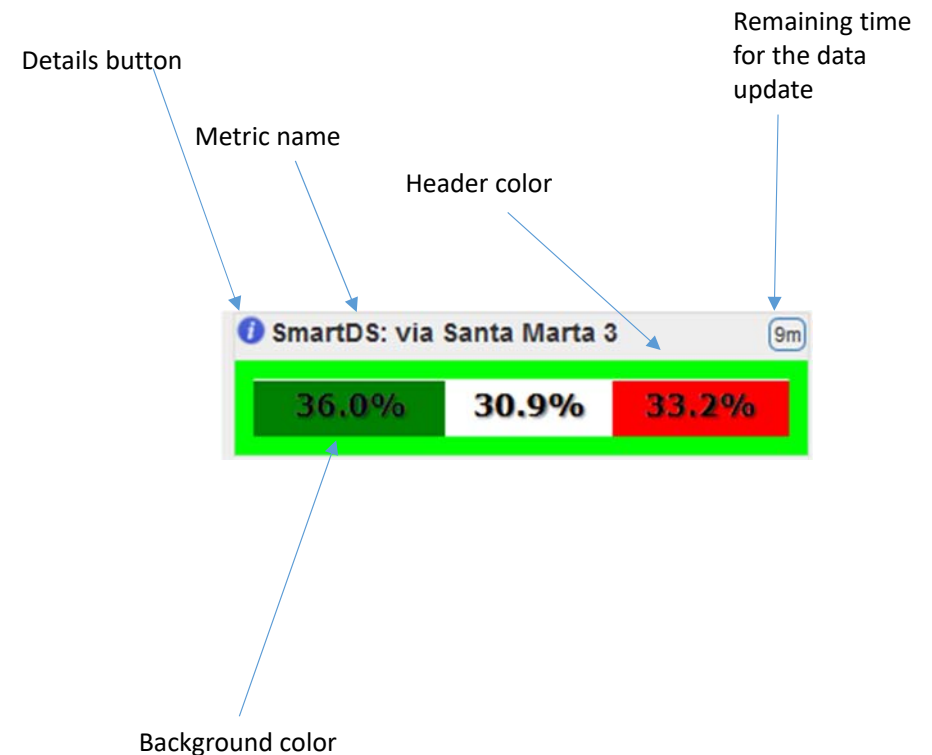 Remaining time
for the data
update
Details button
Metric name
Header color
i SmartDS: via Santa Marta 3 9m
36.0% 30.9% 33.2%
Background color